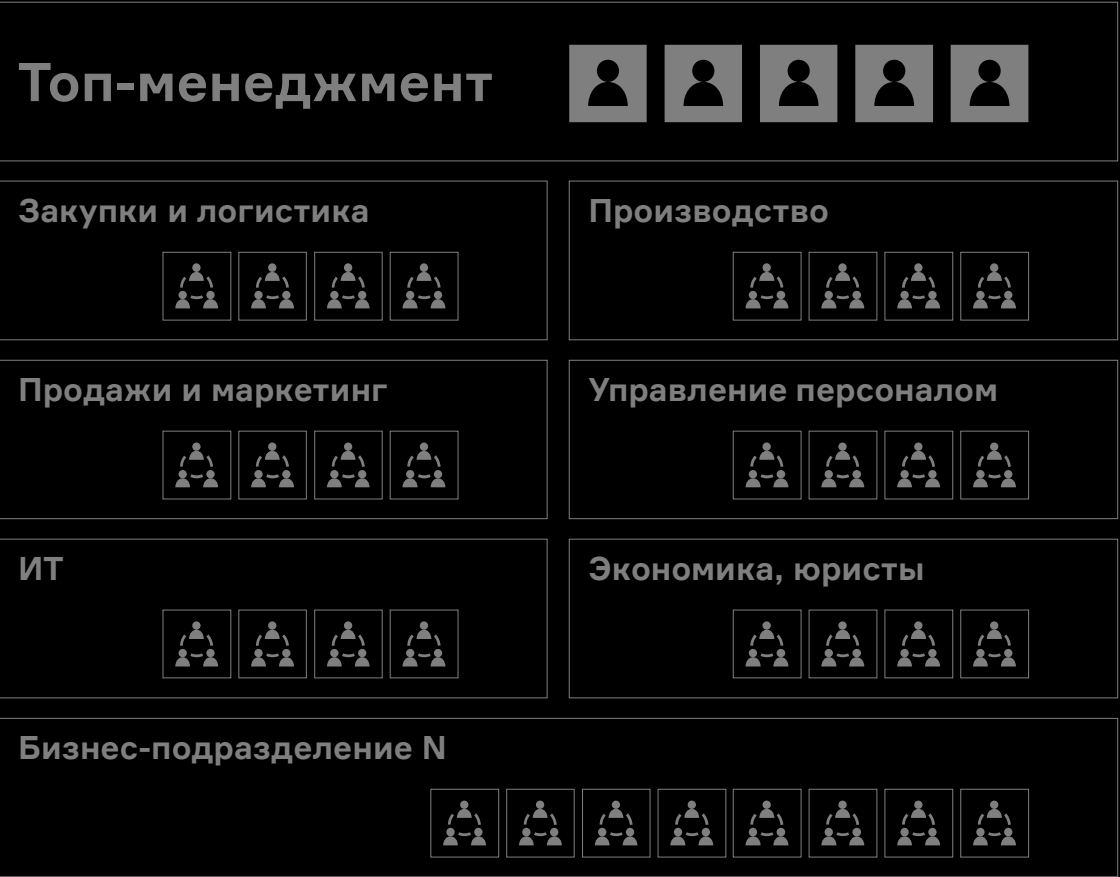 Топ-менеджмент
Закупки и логистика
Производство
Продажи и маркетинг
Управление персоналом
ИТ
Экономика, юристы
Бизнес-подразделение N